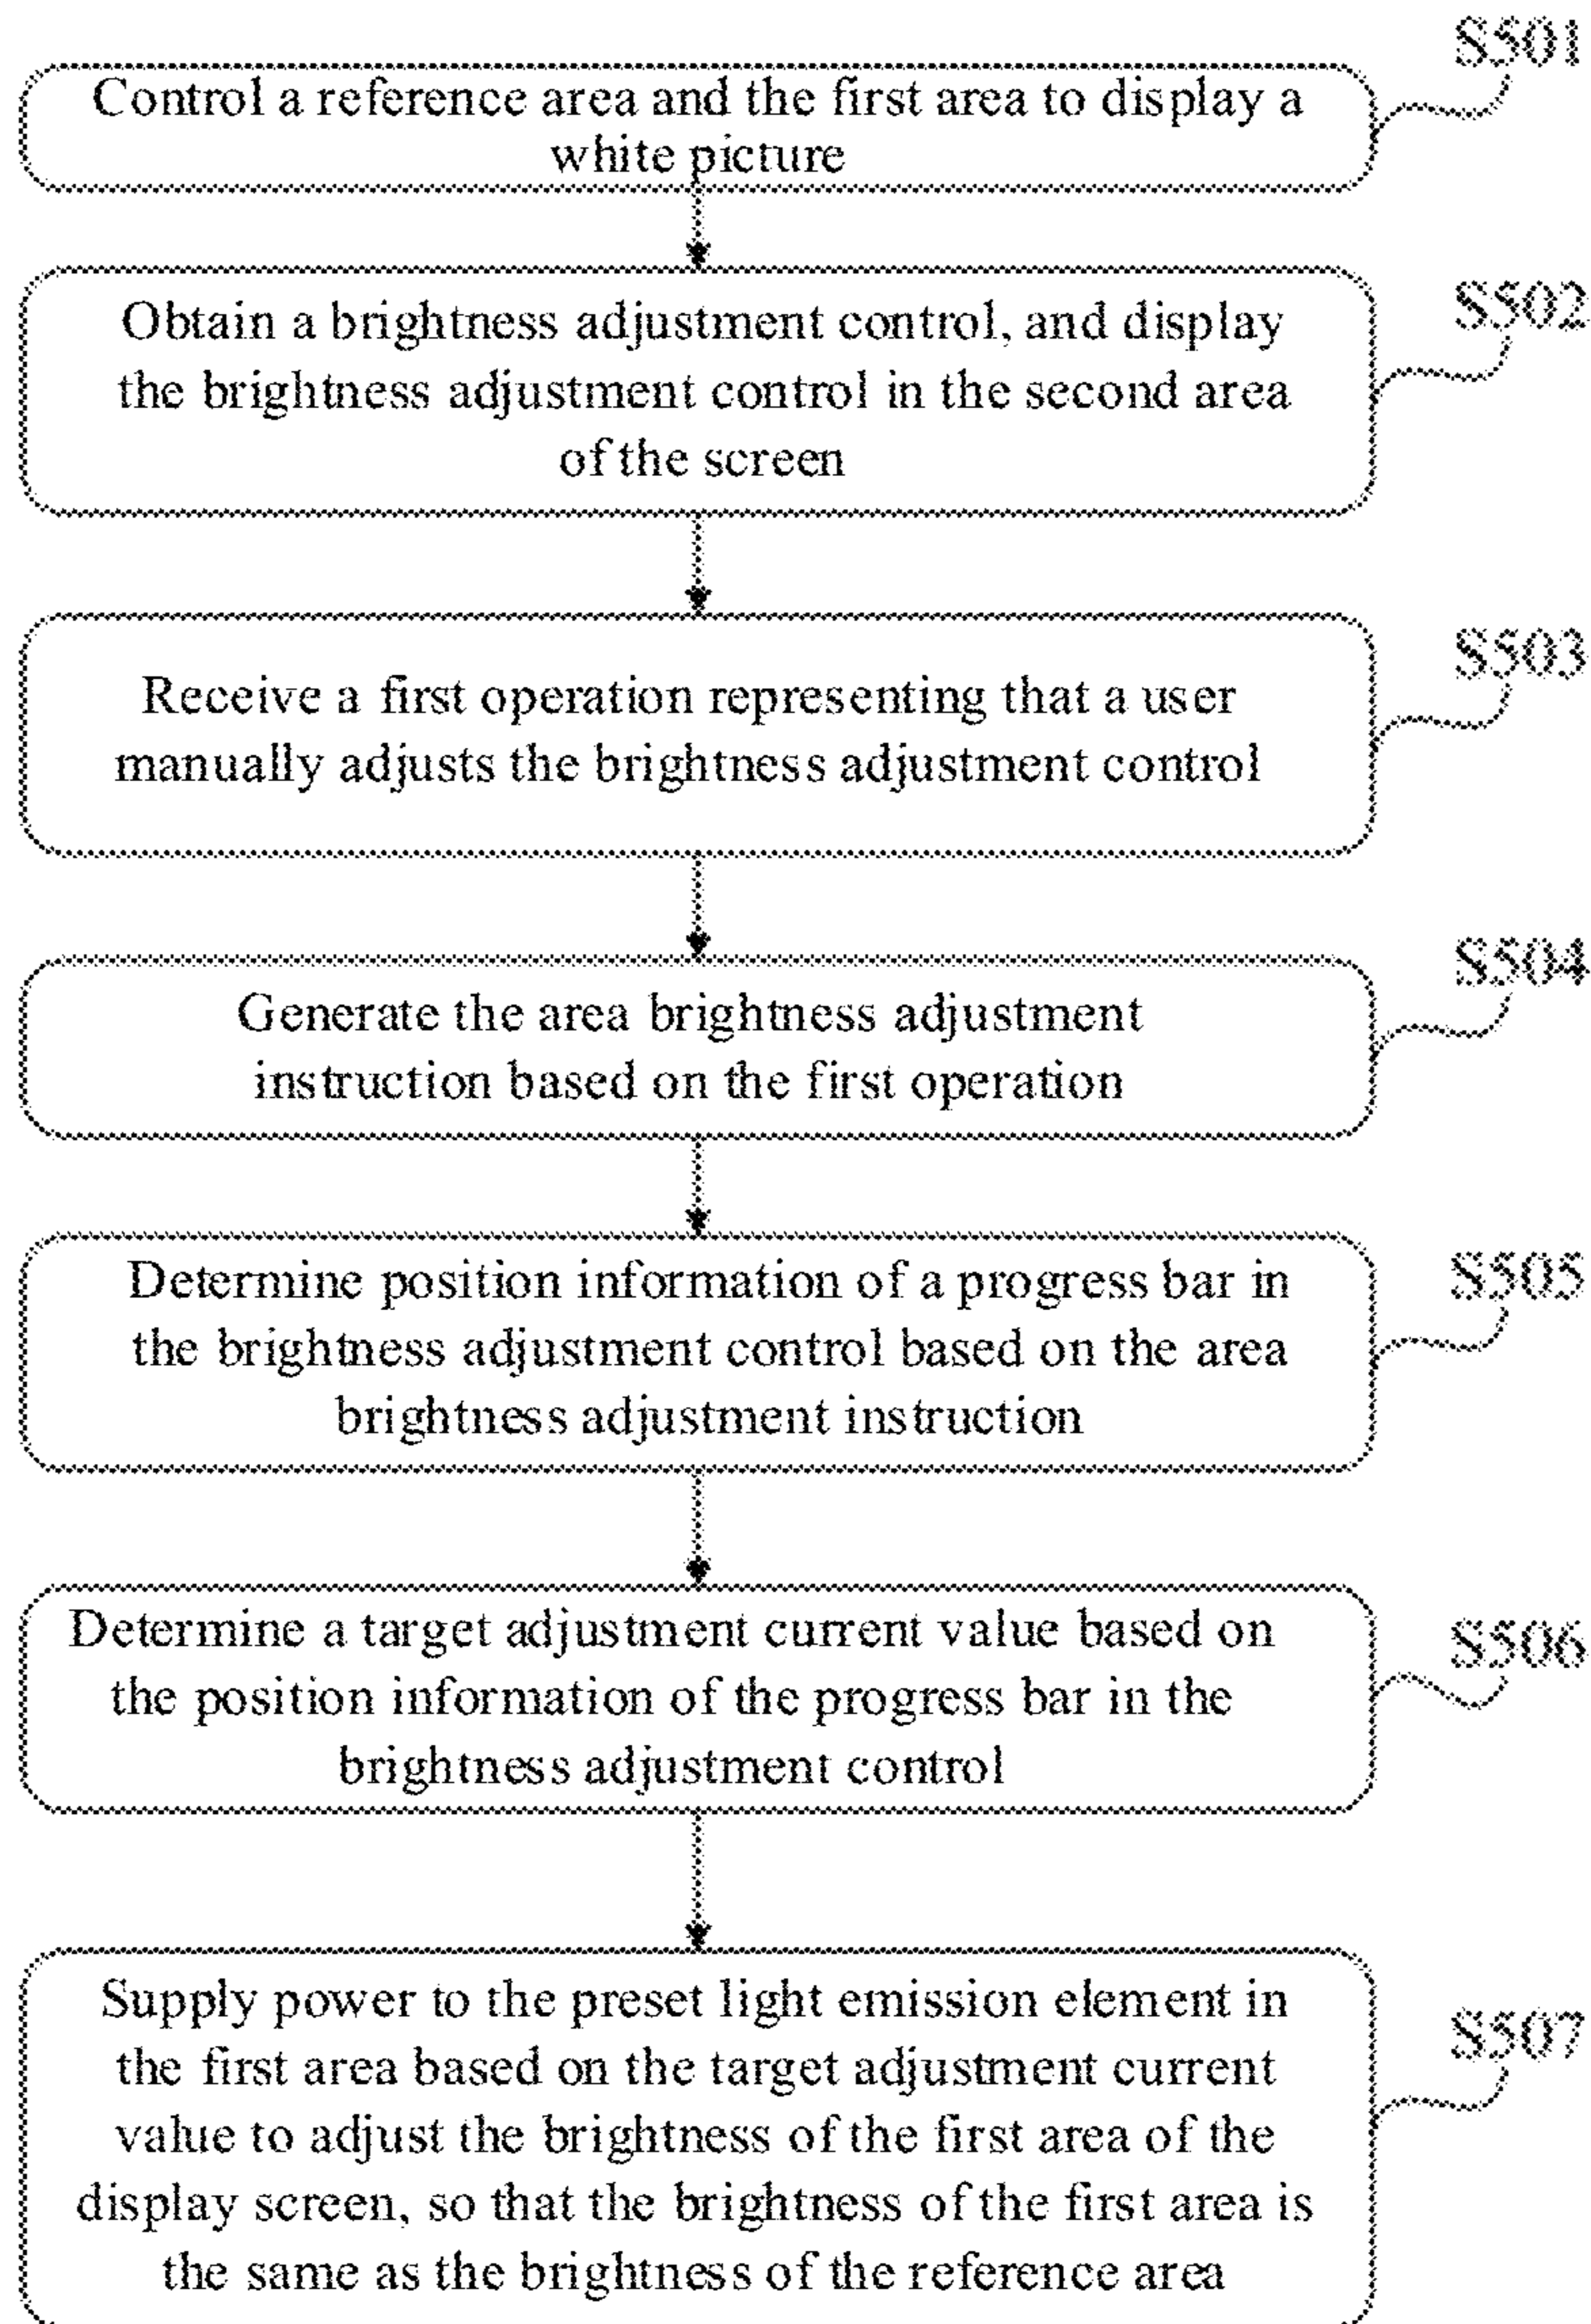 S501
Control a reference area and the first area to display a
white picture
S502
Obtain a brightness adjustment control, and display
the brightness adjustment control in the second area
of the screen
S503
Receive a first operation representing that a user
manually adjusts the brightness adjustment control
S504
Generate the area brightness adjustment
instruction based on the first operation
S505
Determine position information of a progress bar in
the brightness adjustment control based on the area
brightness adjustment instruction
S506
Determine a target adjustment current value based on
the position information of the progress bar in the
brightness adjustment control
S507
Supply power to the preset light emission element in
the first area based on the target adjustment current
value to adjust the brightness of the first area of the
display screen, so that the brightness of the first area is
the same as the brightness of the reference area